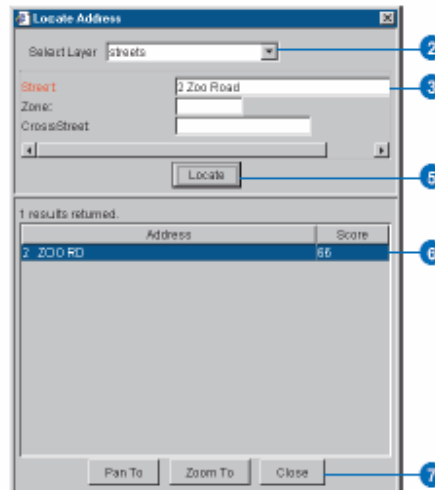 Locate Address
Select Layer streets
2
Street 2 Zoo Road
3
Zone:
CrossStreet
Locate
5
1 results returned.
Address Score
2 ZOO RD 66
6
Pan To Zoom To Close
7